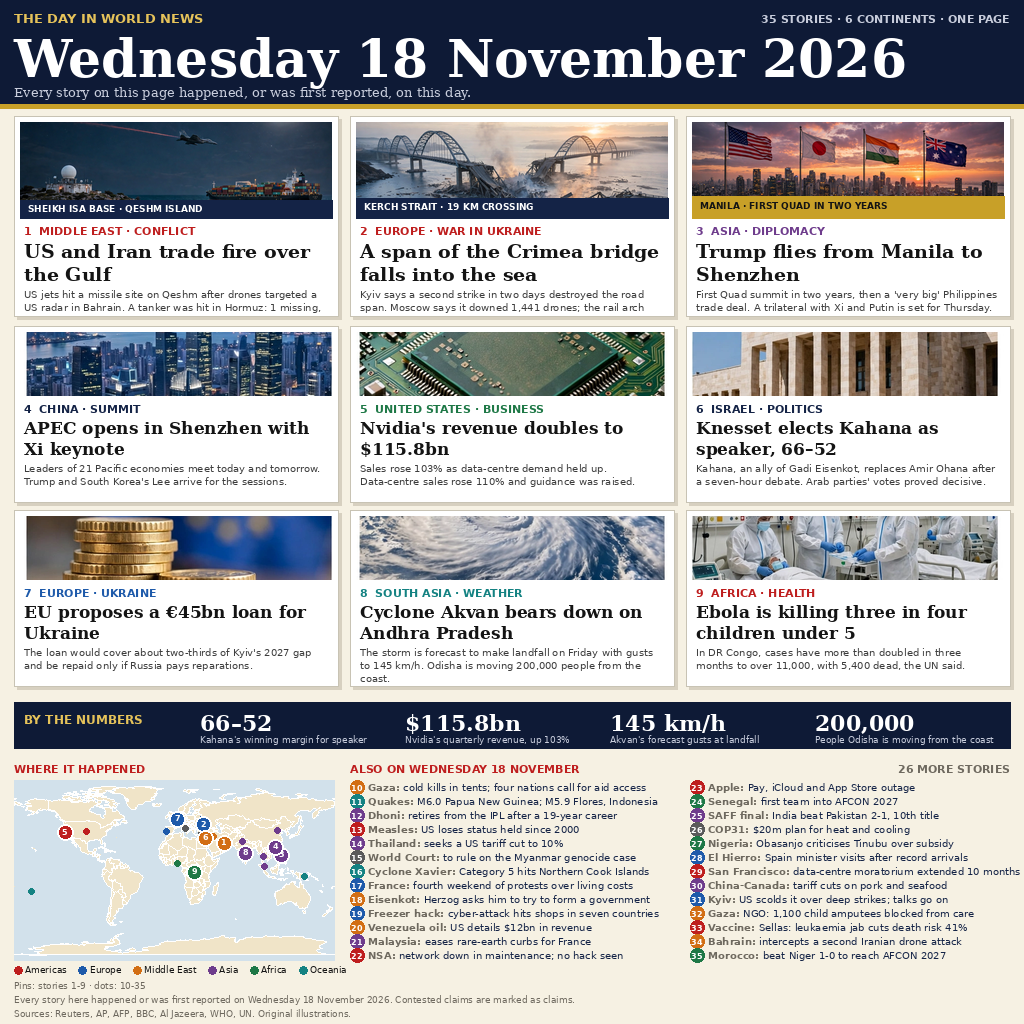 THE DAY IN WORLD NEWS
35 STORIES · 6 CONTINENTS · ONE PAGE
Wednesday 18 November 2026
Every story on this page happened, or was first reported, on this day.
SHEIKH ISA BASE · QESHM ISLAND
1 MIDDLE EAST · CONFLICT
US and Iran trade fire over
the Gulf
US jets hit a missile site on Qeshm after drones targeted a
US radar in Bahrain. A tanker was hit in Hormuz: 1 missing,
KERCH STRAIT · 19 KM CROSSING
2 EUROPE · WAR IN UKRAINE
A span of the Crimea bridge
falls into the sea
Kyiv says a second strike in two days destroyed the road
span. Moscow says it downed 1,441 drones; the rail arch
MANILA · FIRST QUAD IN TWO YEARS
3 ASIA · DIPLOMACY
Trump flies from Manila to
Shenzhen
First Quad summit in two years, then a 'very big' Philippines
trade deal. A trilateral with Xi and Putin is set for Thursday.
4 CHINA · SUMMIT
APEC opens in Shenzhen with
Xi keynote
Leaders of 21 Pacific economies meet today and tomorrow.
Trump and South Korea's Lee arrive for the sessions.
5 UNITED STATES · BUSINESS
Nvidia's revenue doubles to
$115.8bn
Sales rose 103% as data-centre demand held up.
Data-centre sales rose 110% and guidance was raised.
6 ISRAEL · POLITICS
Knesset elects Kahana as
speaker, 66–52
Kahana, an ally of Gadi Eisenkot, replaces Amir Ohana after
a seven-hour debate. Arab parties' votes proved decisive.
7 EUROPE · UKRAINE
EU proposes a €45bn loan for
Ukraine
The loan would cover about two-thirds of Kyiv's 2027 gap
and be repaid only if Russia pays reparations.
8 SOUTH ASIA · WEATHER
Cyclone Akvan bears down on
Andhra Pradesh
The storm is forecast to make landfall on Friday with gusts
to 145 km/h. Odisha is moving 200,000 people from the
coast.
9 AFRICA · HEALTH
Ebola is killing three in four
children under 5
In DR Congo, cases have more than doubled in three
months to over 11,000, with 5,400 dead, the UN said.
BY THE NUMBERS
66–52
Kahana's winning margin for speaker
$115.8bn
Nvidia's quarterly revenue, up 103%
145 km/h
Akvan's forecast gusts at landfall
200,000
People Odisha is moving from the coast
WHERE IT HAPPENED
5
7
2
6
1
8
4
9
Americas Europe Middle East Asia Africa Oceania
Pins: stories 1-9 · dots: 10-35
ALSO ON WEDNESDAY 18 NOVEMBER
26 MORE STORIES
10 Gaza: cold kills in tents; four nations call for aid access
11 Quakes: M6.0 Papua New Guinea; M5.9 Flores, Indonesia
12 Dhoni: retires from the IPL after a 19-year career
13 Measles: US loses status held since 2000
14 Thailand: seeks a US tariff cut to 10%
15 World Court: to rule on the Myanmar genocide case
16 Cyclone Xavier: Category 5 hits Northern Cook Islands
17 France: fourth weekend of protests over living costs
18 Eisenkot: Herzog asks him to try to form a government
19 Freezer hack: cyber-attack hits shops in seven countries
20 Venezuela oil: US details $12bn in revenue
21 Malaysia: eases rare-earth curbs for France
22 NSA: network down in maintenance; no hack seen
23 Apple: Pay, iCloud and App Store outage
24 Senegal: first team into AFCON 2027
25 SAFF final: India beat Pakistan 2-1, 10th title
26 COP31: $20m plan for heat and cooling
27 Nigeria: Obasanjo criticises Tinubu over subsidy
28 El Hierro: Spain minister visits after record arrivals
29 San Francisco: data-centre moratorium extended 10 months
30 China-Canada: tariff cuts on pork and seafood
31 Kyiv: US scolds it over deep strikes; talks go on
32 Gaza: NGO: 1,100 child amputees blocked from care
33 Vaccine: Sellas: leukaemia jab cuts death risk 41%
34 Bahrain: intercepts a second Iranian drone attack
35 Morocco: beat Niger 1-0 to reach AFCON 2027
Every story here happened or was first reported on Wednesday 18 November 2026. Contested claims are marked as claims.
Sources: Reuters, AP, AFP, BBC, Al Jazeera, WHO, UN. Original illustrations.